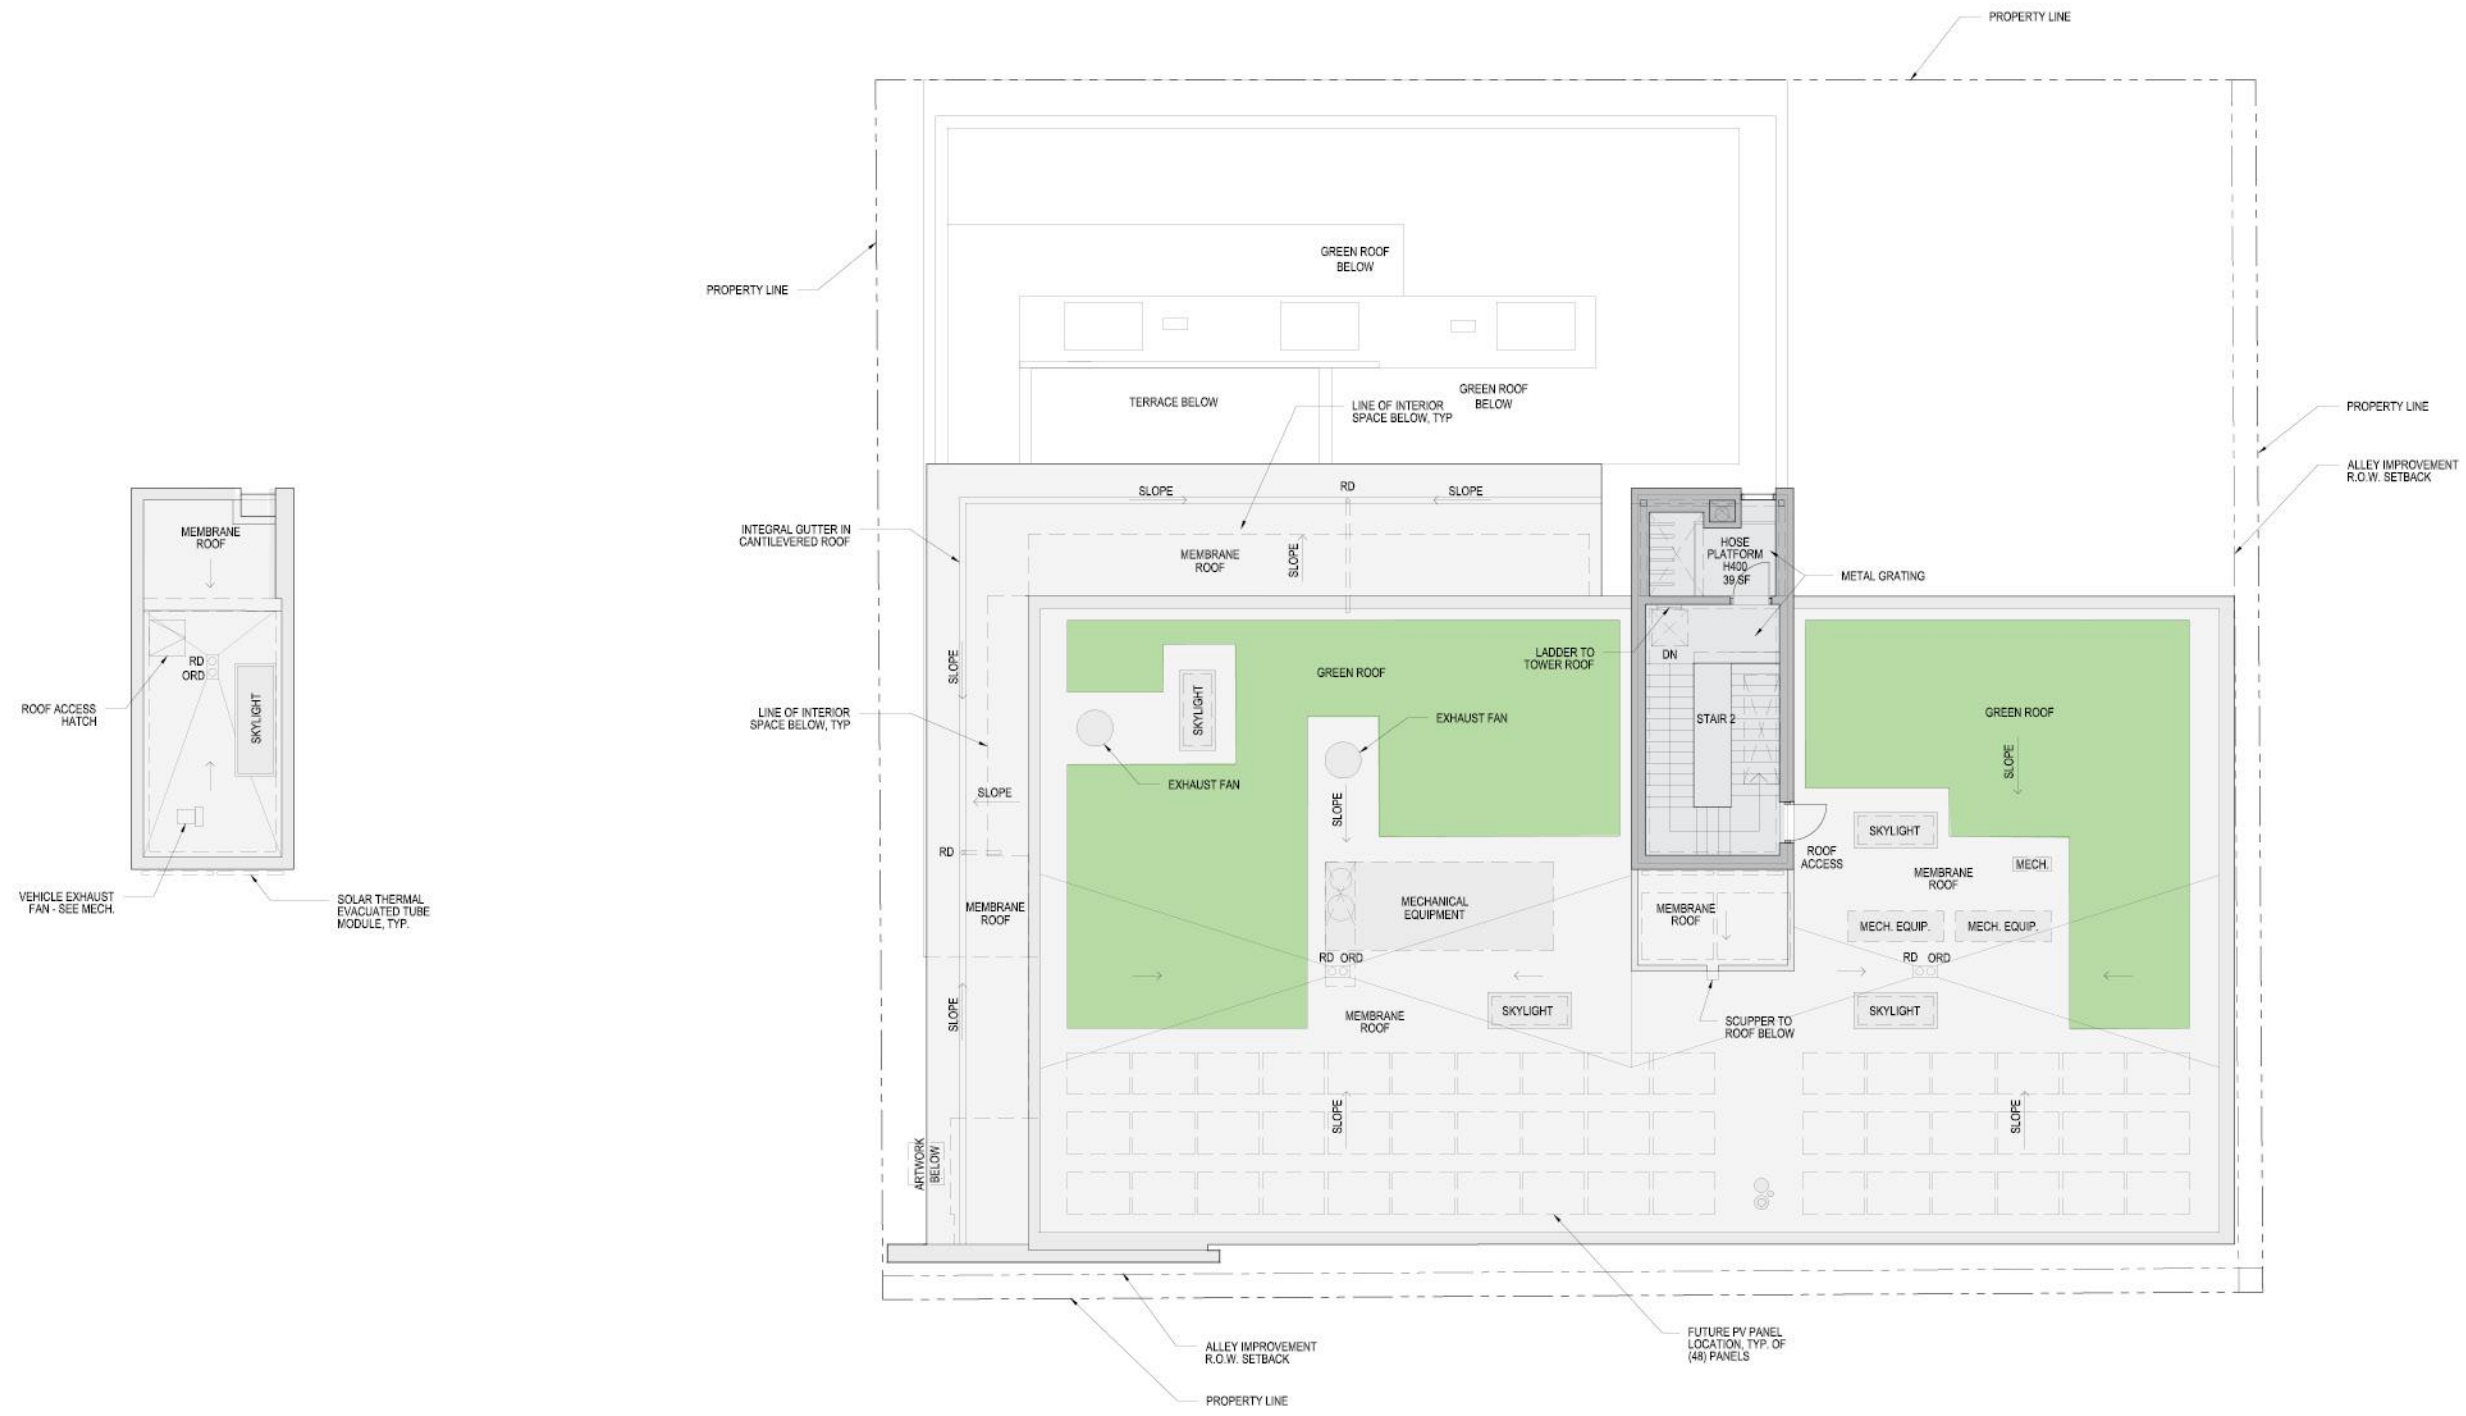 PROPERTY LINE
GREEN ROOF
BELOW
PROPERTY LINE
TERRACE BELOW
GREEN ROOF
BELOW
LINE OF INTERIOR
SPACE BELOW, TYP
PROPERTY LINE
ALLEY IMPROVEMENT
R.O.W. SETBACK
SLOPE
RD
SLOPE
INTEGRAL GUTTER IN
CANTILEVERED ROOF
MEMBRANE
ROOF
SLOPE
HOSE
PLATFORM
H400
39 SF
METAL GRATING
MEMBRANE
ROOF
RD
ORD
SKYLIGHT
ROOF ACCESS
HATCH
VEHICLE EXHAUST
FAN - SEE MECH.
SOLAR THERMAL
EVACUATED TUBE
MODULE, TYP.
SLOPE
LINE OF INTERIOR
SPACE BELOW, TYP
SLOPE
RD
MEMBRANE
ROOF
SLOPE
ARTWORK
BELOW
GREEN ROOF
SKYLIGHT
EXHAUST FAN
EXHAUST FAN
SLOPE
LADDER TO
TOWER ROOF
DN
STAIR 2
ROOF
ACCESS
GREEN ROOF
SLOPE
SKYLIGHT
MEMBRANE
ROOF
MECH.
MECH. EQUIP.
MECH. EQUIP.
MECHANICAL
EQUIPMENT
MEMBRANE
ROOF
RD ORD
RD ORD
SKYLIGHT
SKYLIGHT
MEMBRANE
ROOF
SCUPPER TO
ROOF BELOW
SLOPE
SLOPE
FUTURE PV PANEL
LOCATION, TYP. OF
(48) PANELS
ALLEY IMPROVEMENT
R.O.W. SETBACK
PROPERTY LINE